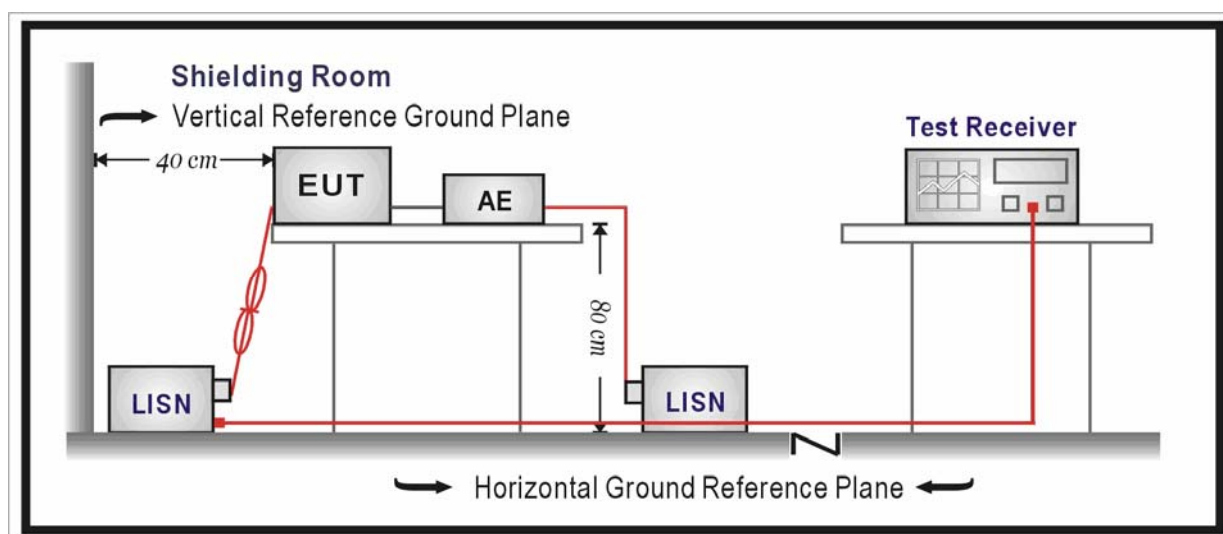 Shielding Room
Vertical Reference Ground Plane
Test Receiver
40 cm
EUT
AE
80 cm
LISN
LISN
Horizontal Ground Reference Plane